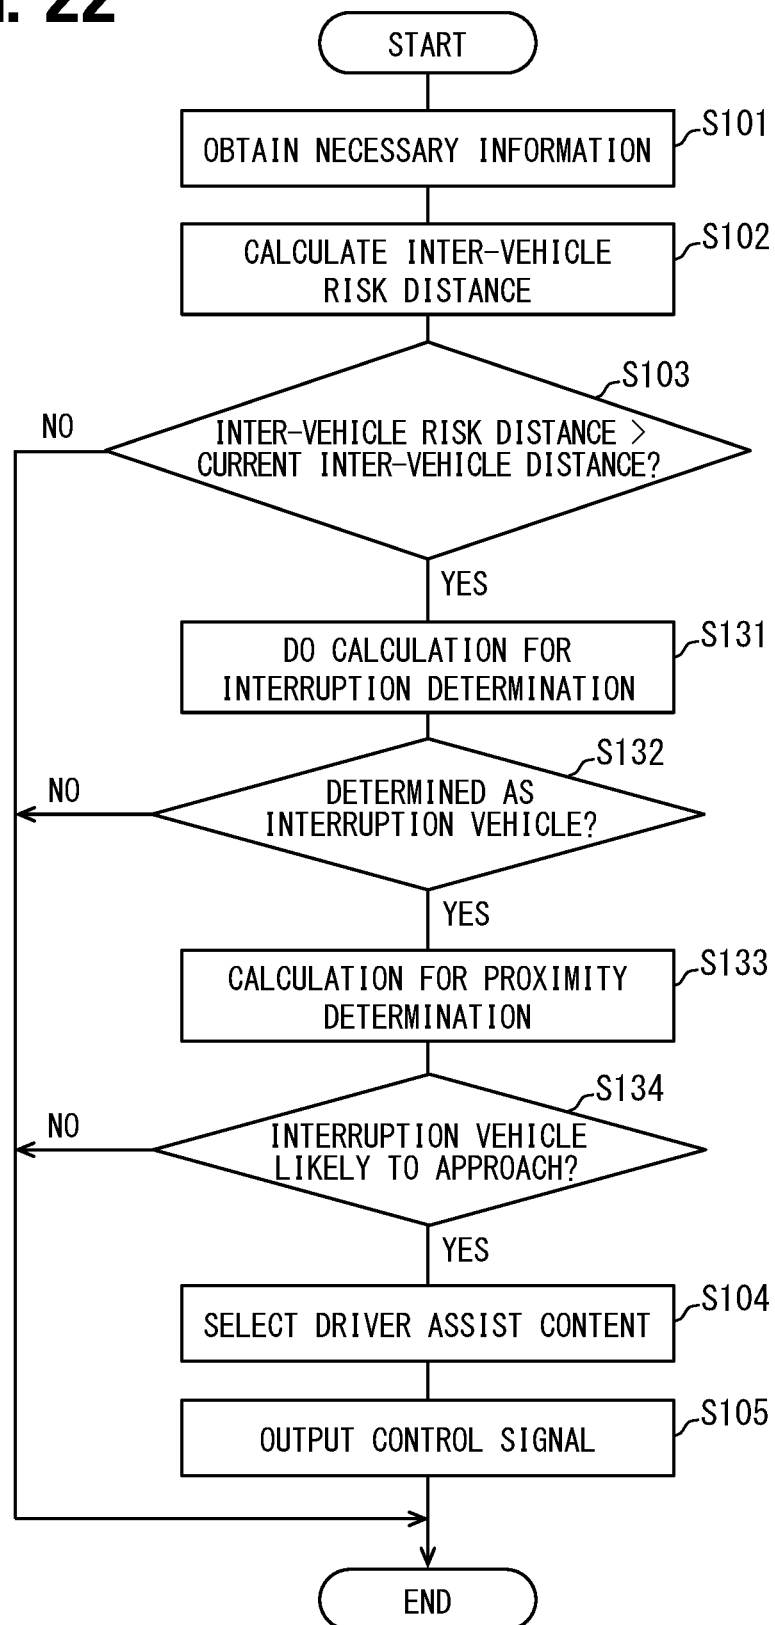 . 22
START
S101
OBTAIN NECESSARY INFORMATION
S102
CALCULATE INTER-VEHICLE
RISK DISTANCE
S103
NO
INTER-VEHICLE RISK DISTANCE >
CURRENT INTER-VEHICLE DISTANCE?
YES
S131
DO CALCULATION FOR
INTERRUPTION DETERMINATION
S132
NO
DETERMINED AS
INTERRUPTION VEHICLE?
YES
S133
CALCULATION FOR PROXIMITY
DETERMINATION
S134
NO
INTERRUPTION VEHICLE
LIKELY TO APPROACH?
YES
S104
SELECT DRIVER ASSIST CONTENT
S105
OUTPUT CONTROL SIGNAL
END